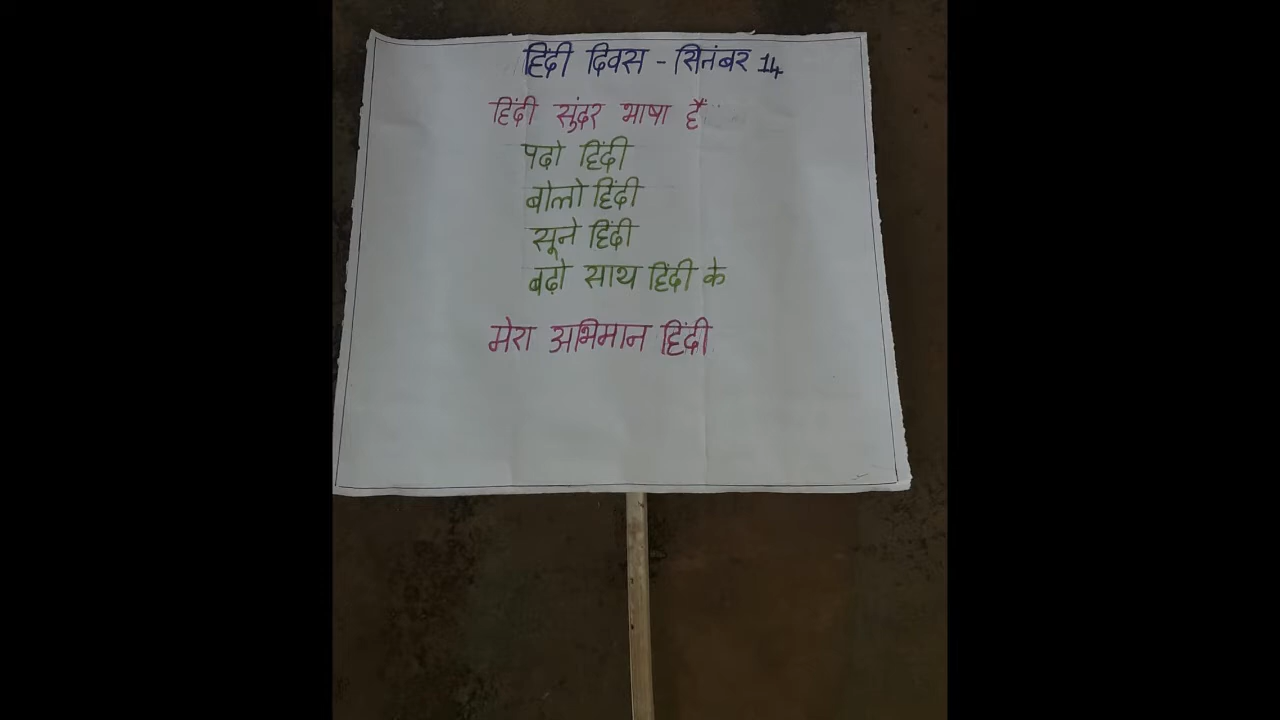 हिंदी दिवस - सितंबर 14
हिंदी सुंदर भाषा हैं
पढो हिंदी
बोलो हिंदी
सूने हिंदी
बढ़ो साथ हिंदी के
मेरा अभिमान हिंदी